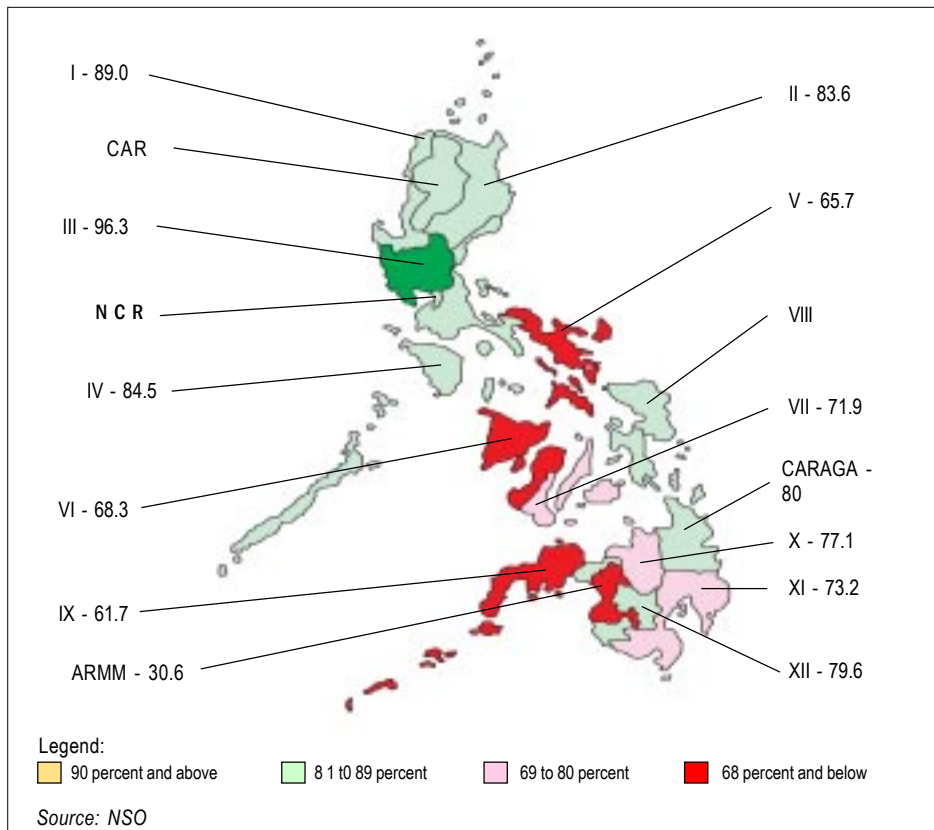 I - 89.0
II - 83.6
CAR
V - 65.7
III - 96.3
N C R
VIII
IV - 84.5
VII - 71.9
CARAGA -
80
VI - 68.3
X - 77.1
XI - 73.2
IX - 61.7
ARMM - 30.6
XII - 79.6
Legend:
90 percent and above
8 1 to 89 percent
69 to 80 percent
68 percent and below
Source: NSO